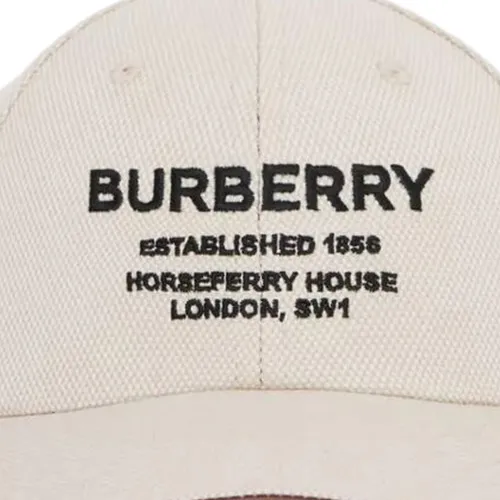 BURBERRY
ESTABLISHED 1856
HORSEFERRY HOUSE
LONDON, SW1